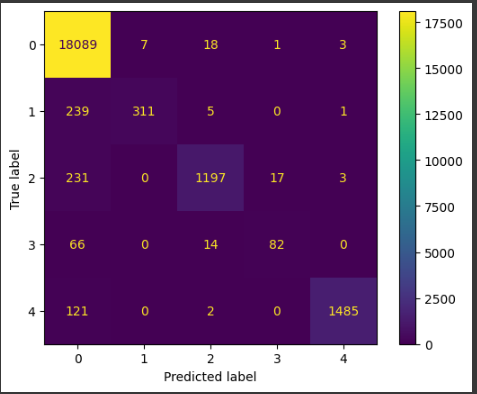 0 18089 7 18 1 3
1 239 311 5 0 1
2 231 0 1197 17 3
3 66 0 14 82 0
4 121 0 2 0 1485
0 1 2 3 4
True label
Predicted label
17500
15000
12500
10000
7500
5000
2500
0